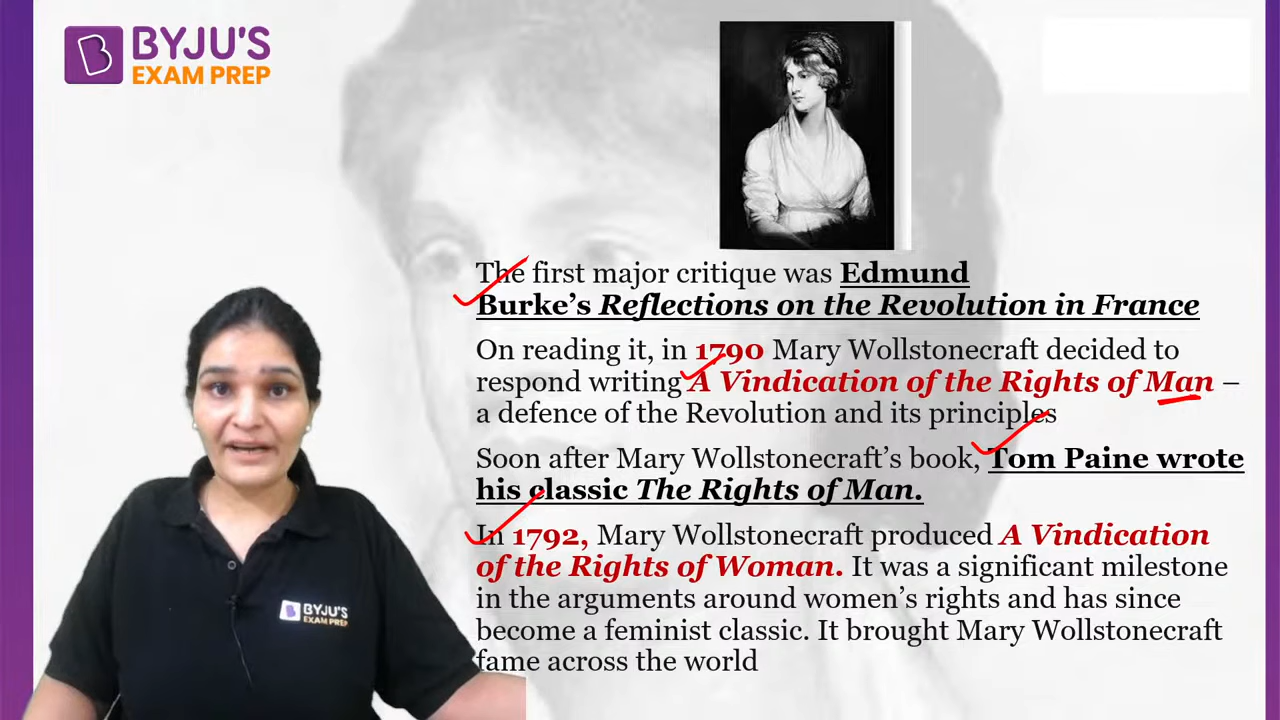 BYJU'S
EXAM PREP
The first major critique was Edmund
Burke's Reflections on the Revolution in France
On reading it, in 1790 Mary Wollstonecraft decided to
respond writing A Vindication of the Rights of Man –
a defence of the Revolution and its principles
Soon after Mary Wollstonecraft's book, Tom Paine wrote
his classic The Rights of Man.
In 1792, Mary Wollstonecraft produced A Vindication
of the Rights of Woman. It was a significant milestone
in the arguments around women's rights and has since
become a feminist classic. It brought Mary Wollstonecraft
fame across the world
BYJU'S
EXAM PREP